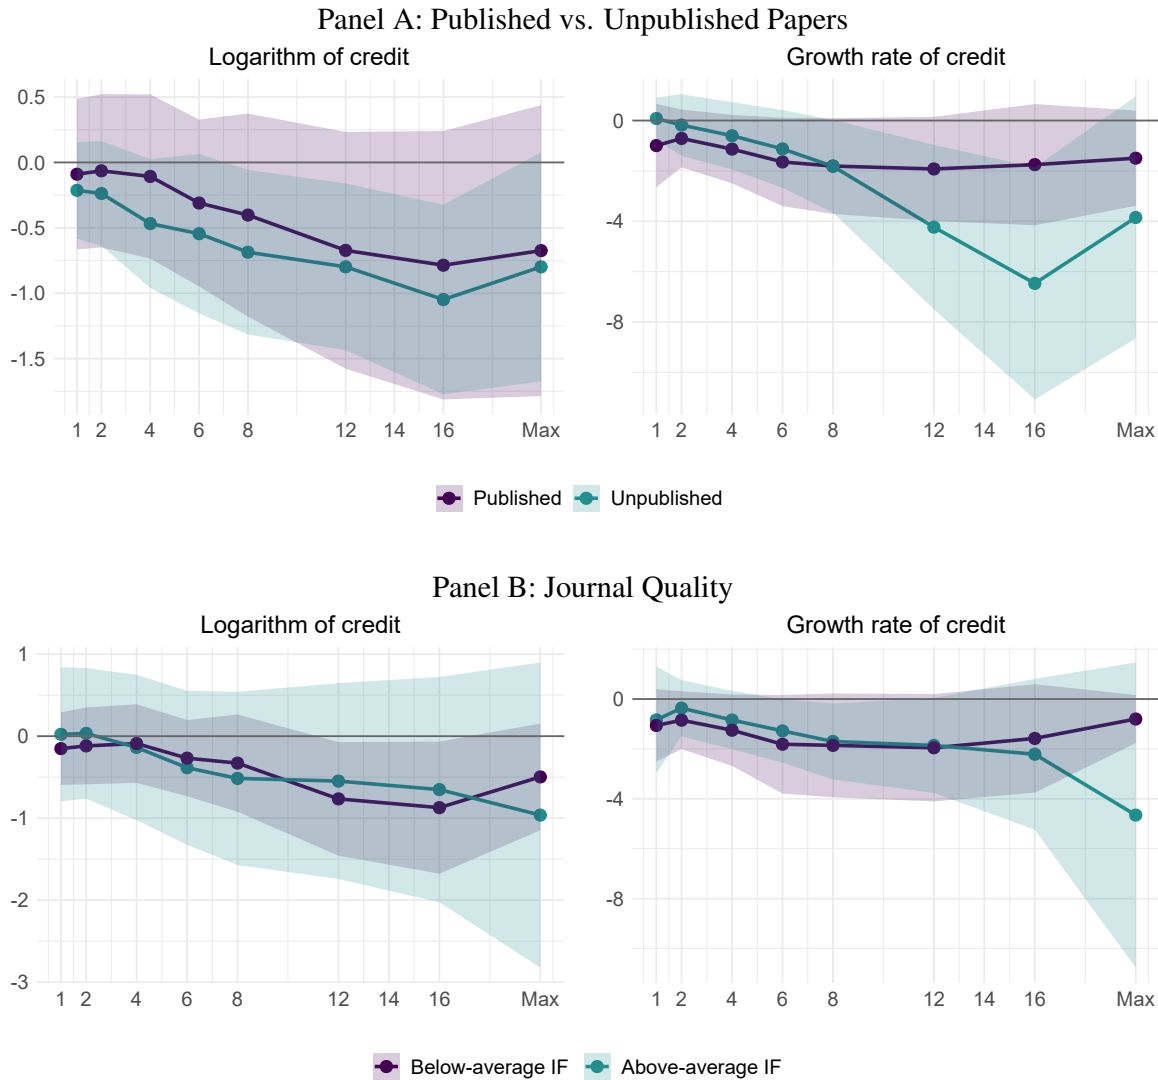 Panel A: Published vs. Unpublished Papers
Logarithm of credit
Growth rate of credit
0.5
0.0
-0.5
-1.0
-1.5
1 2 4 6 8 12 14 16 Max
0
-4
-8
1 2 4 6 8 12 14 16 Max
Published Unpublished
Panel B: Journal Quality
Logarithm of credit
Growth rate of credit
1
0
-1
-2
-3
1 2 4 6 8 12 16 Max
0
-4
-8
1 2 4 6 8 12 14 16 Max
Below-average IF Above-average IF